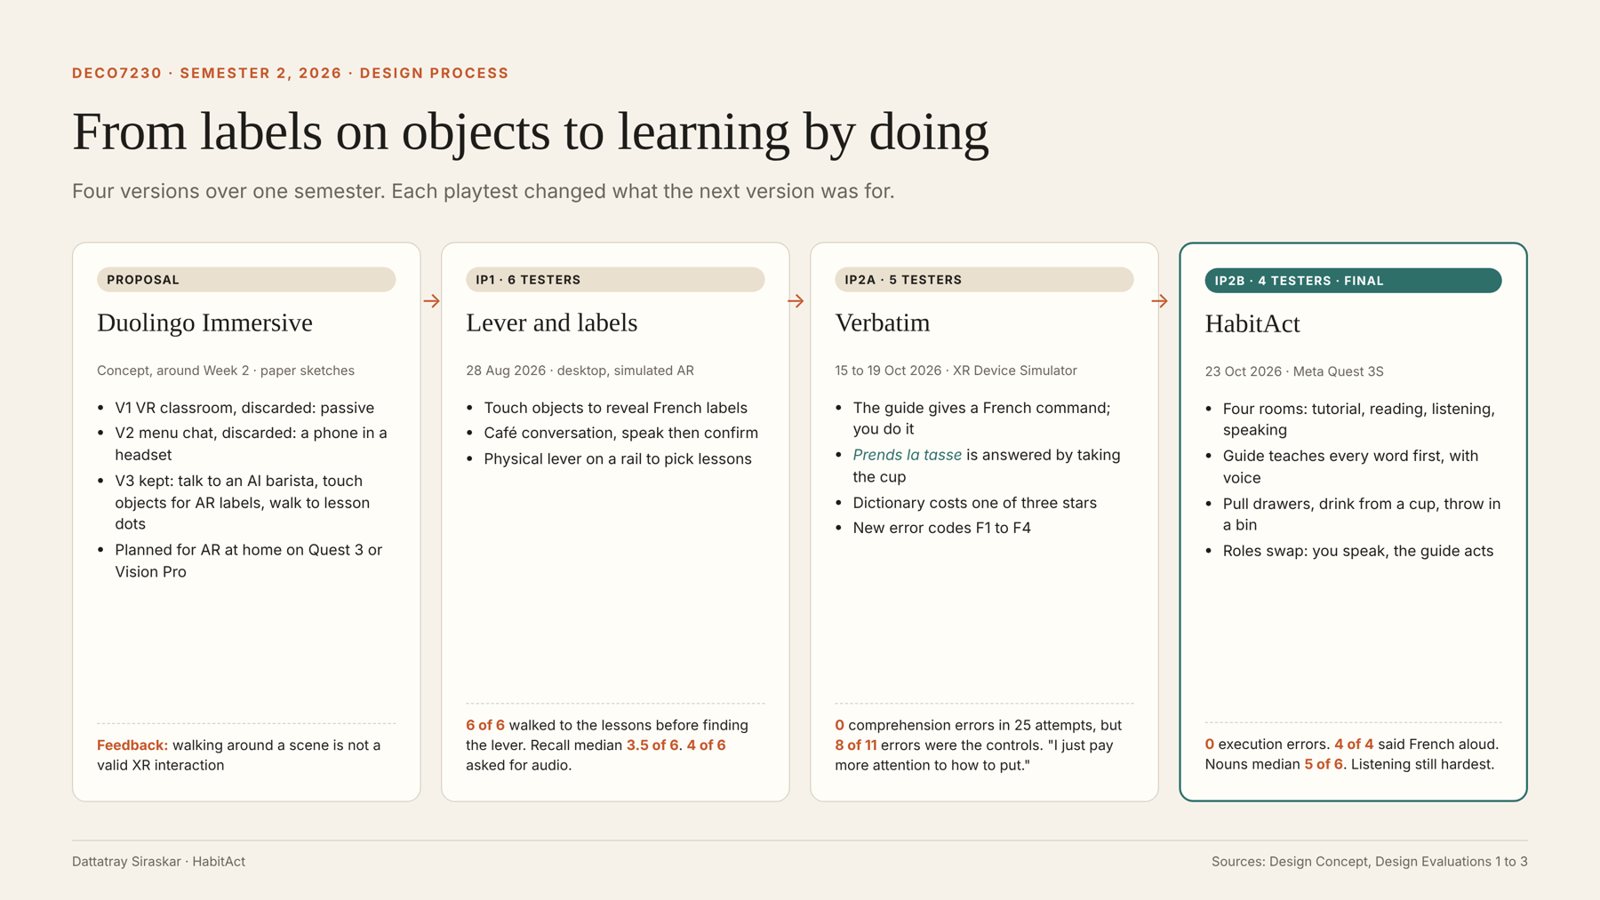 DECO7230 · SEMESTER 2, 2026 · DESIGN PROCESS
From labels on objects to learning by doing
Four versions over one semester. Each playtest changed what the next version was for.
PROPOSAL
Duolingo Immersive
Concept, around Week 2 · paper sketches
• V1 VR classroom, discarded: passive
• V2 menu chat, discarded: a phone in a
headset
• V3 kept: talk to an AI barista, touch
objects for AR labels, walk to lesson
dots
• Planned for AR at home on Quest 3 or
Vision Pro
Feedback: walking around a scene is not a
valid XR interaction
→
IP1 · 6 TESTERS
Lever and labels
28 Aug 2026 · desktop, simulated AR
• Touch objects to reveal French labels
• Café conversation, speak then confirm
• Physical lever on a rail to pick lessons
6 of 6 walked to the lessons before finding
the lever. Recall median 3.5 of 6. 4 of 6
asked for audio.
→
IP2A · 5 TESTERS
Verbatim
15 to 19 Oct 2026 · XR Device Simulator
• The guide gives a French command;
you do it
• Prends la tasse is answered by taking
the cup
• Dictionary costs one of three stars
• New error codes F1 to F4
0 comprehension errors in 25 attempts, but
8 of 11 errors were the controls. "I just pay
more attention to how to put."
→
IP2B · 4 TESTERS · FINAL
HabitAct
23 Oct 2026 · Meta Quest 3S
• Four rooms: tutorial, reading, listening,
speaking
• Guide teaches every word first, with
voice
• Pull drawers, drink from a cup, throw in
a bin
• Roles swap: you speak, the guide acts
0 execution errors. 4 of 4 said French aloud.
Nouns median 5 of 6. Listening still hardest.
Dattatray Siraskar · HabitAct
Sources: Design Concept, Design Evaluations 1 to 3